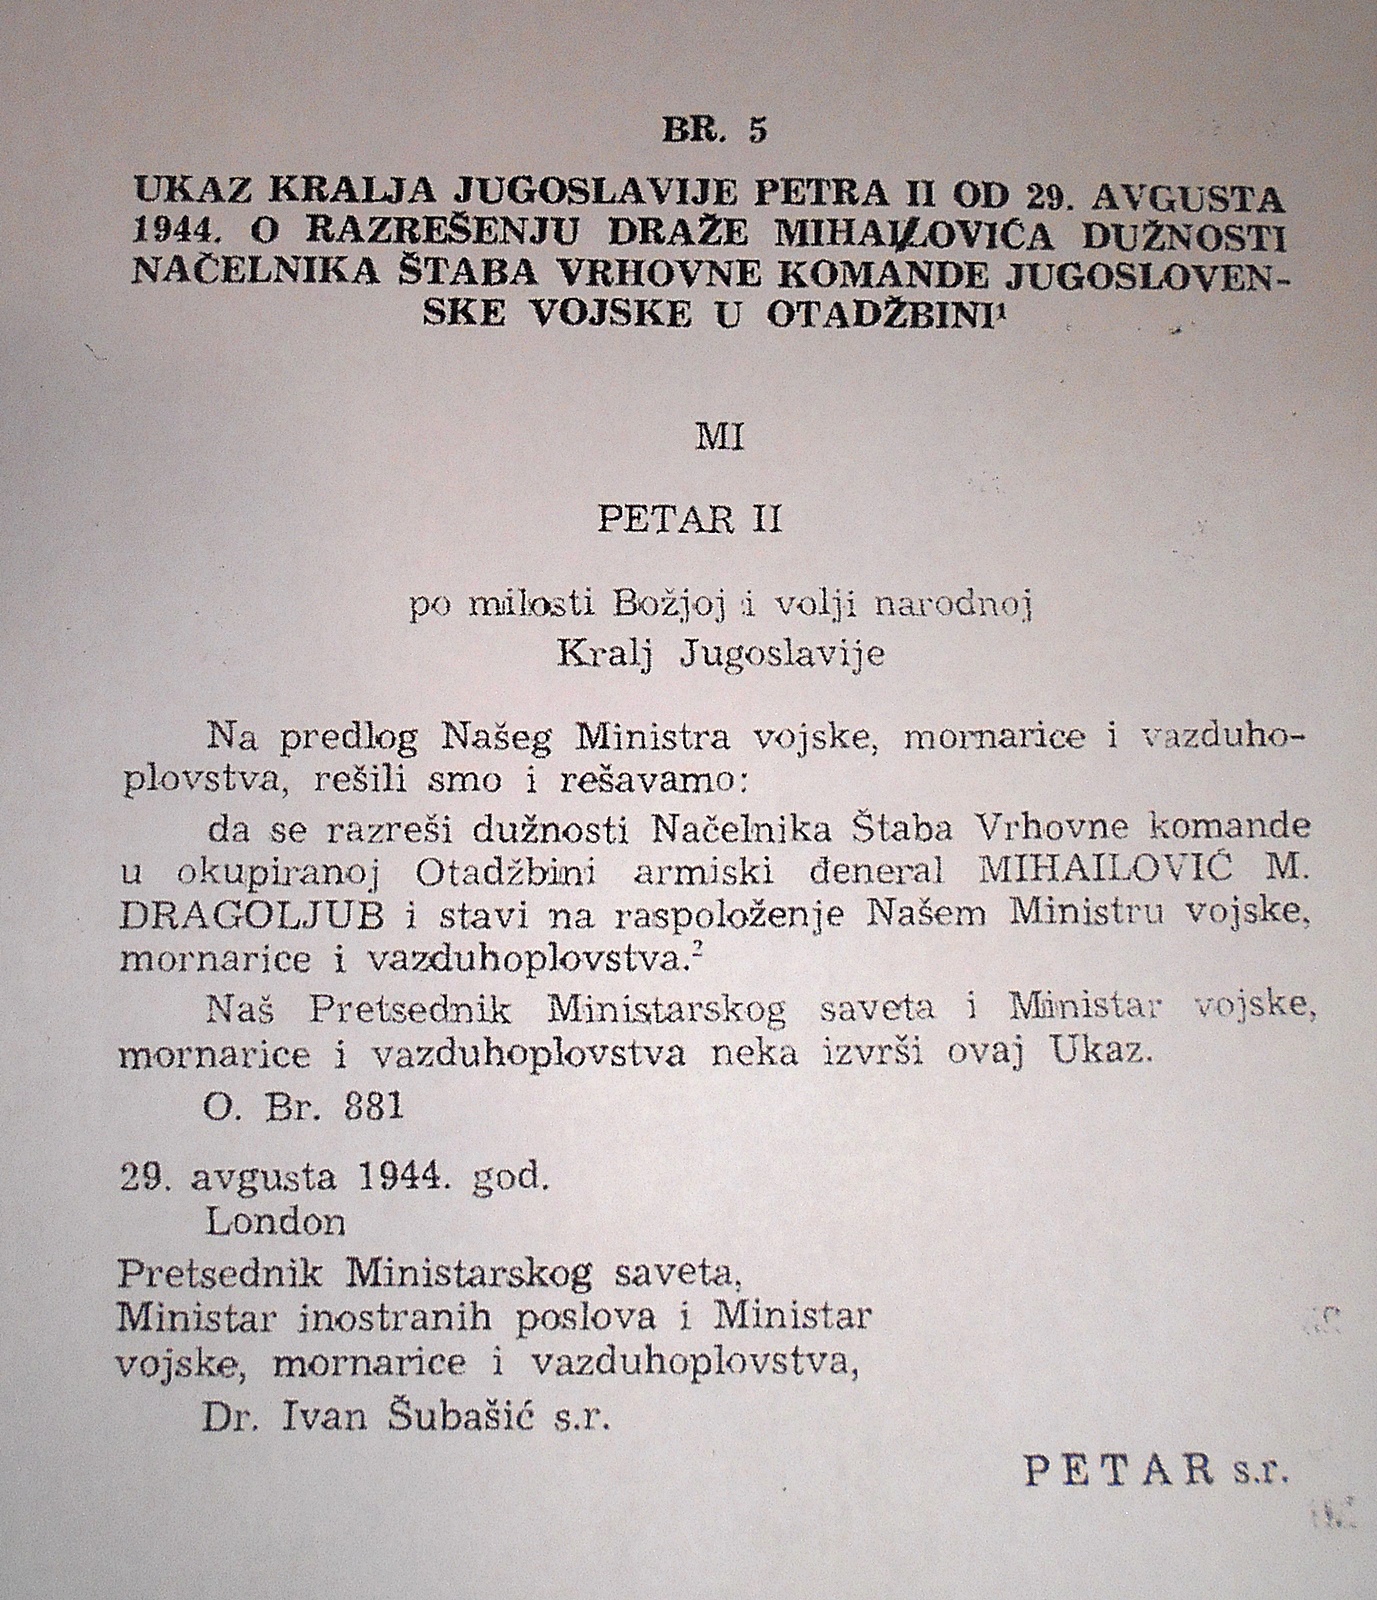 BR. 5
UKAZ KRALJA JUGOSLAVIJE PETRA II OD 29. AVGUSTA
1944. O RAZREŠENJU DRAŽE MIHAILOVIĆA DUŽNOSTI
NAČELNIKA ŠTABA VRHOVNE KOMANDE JUGOSLOVEN-
SKE VOJSKE U OTADŽBINI¹
MI
PETAR II
po milosti Božjoj i volji narodnoj
Kralj Jugoslavije
Na predlog Našeg Ministra vojske, mornarice i vazduho-
plovstva, rešili smo i rešavamo:
da se razreši dužnosti Načelnika Štaba Vrhovne komande
u okupiranoj Otadžbini armiski đeneral MIHAILOVIĆ M.
DRAGOLJUB i stavi na raspoloženje Našem Ministru vojske,
mornarice i vazduhoplovstva.²
Naš Pretsednik Ministarskog saveta i Ministar vojske,
mornarice i vazduhoplovstva neka izvrši ovaj Ukaz.
O. Br. 881
29. avgusta 1944. god.
London
Pretsednik Ministarskog saveta,
Ministar inostranih poslova i Ministar
vojske, mornarice i vazduhoplovstva,
Dr. Ivan Šubašić s.r.
PETAR s.r.